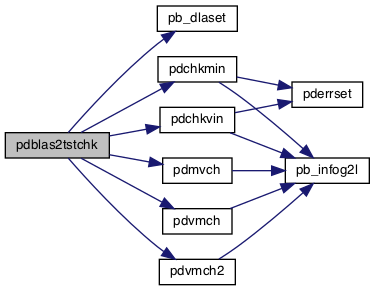 pb_dlaset
pdchkmin
pderrset
pdchkvin
pdblas2tstchk
pdmvch
pb_infog2l
pdvmch
pdvmch2